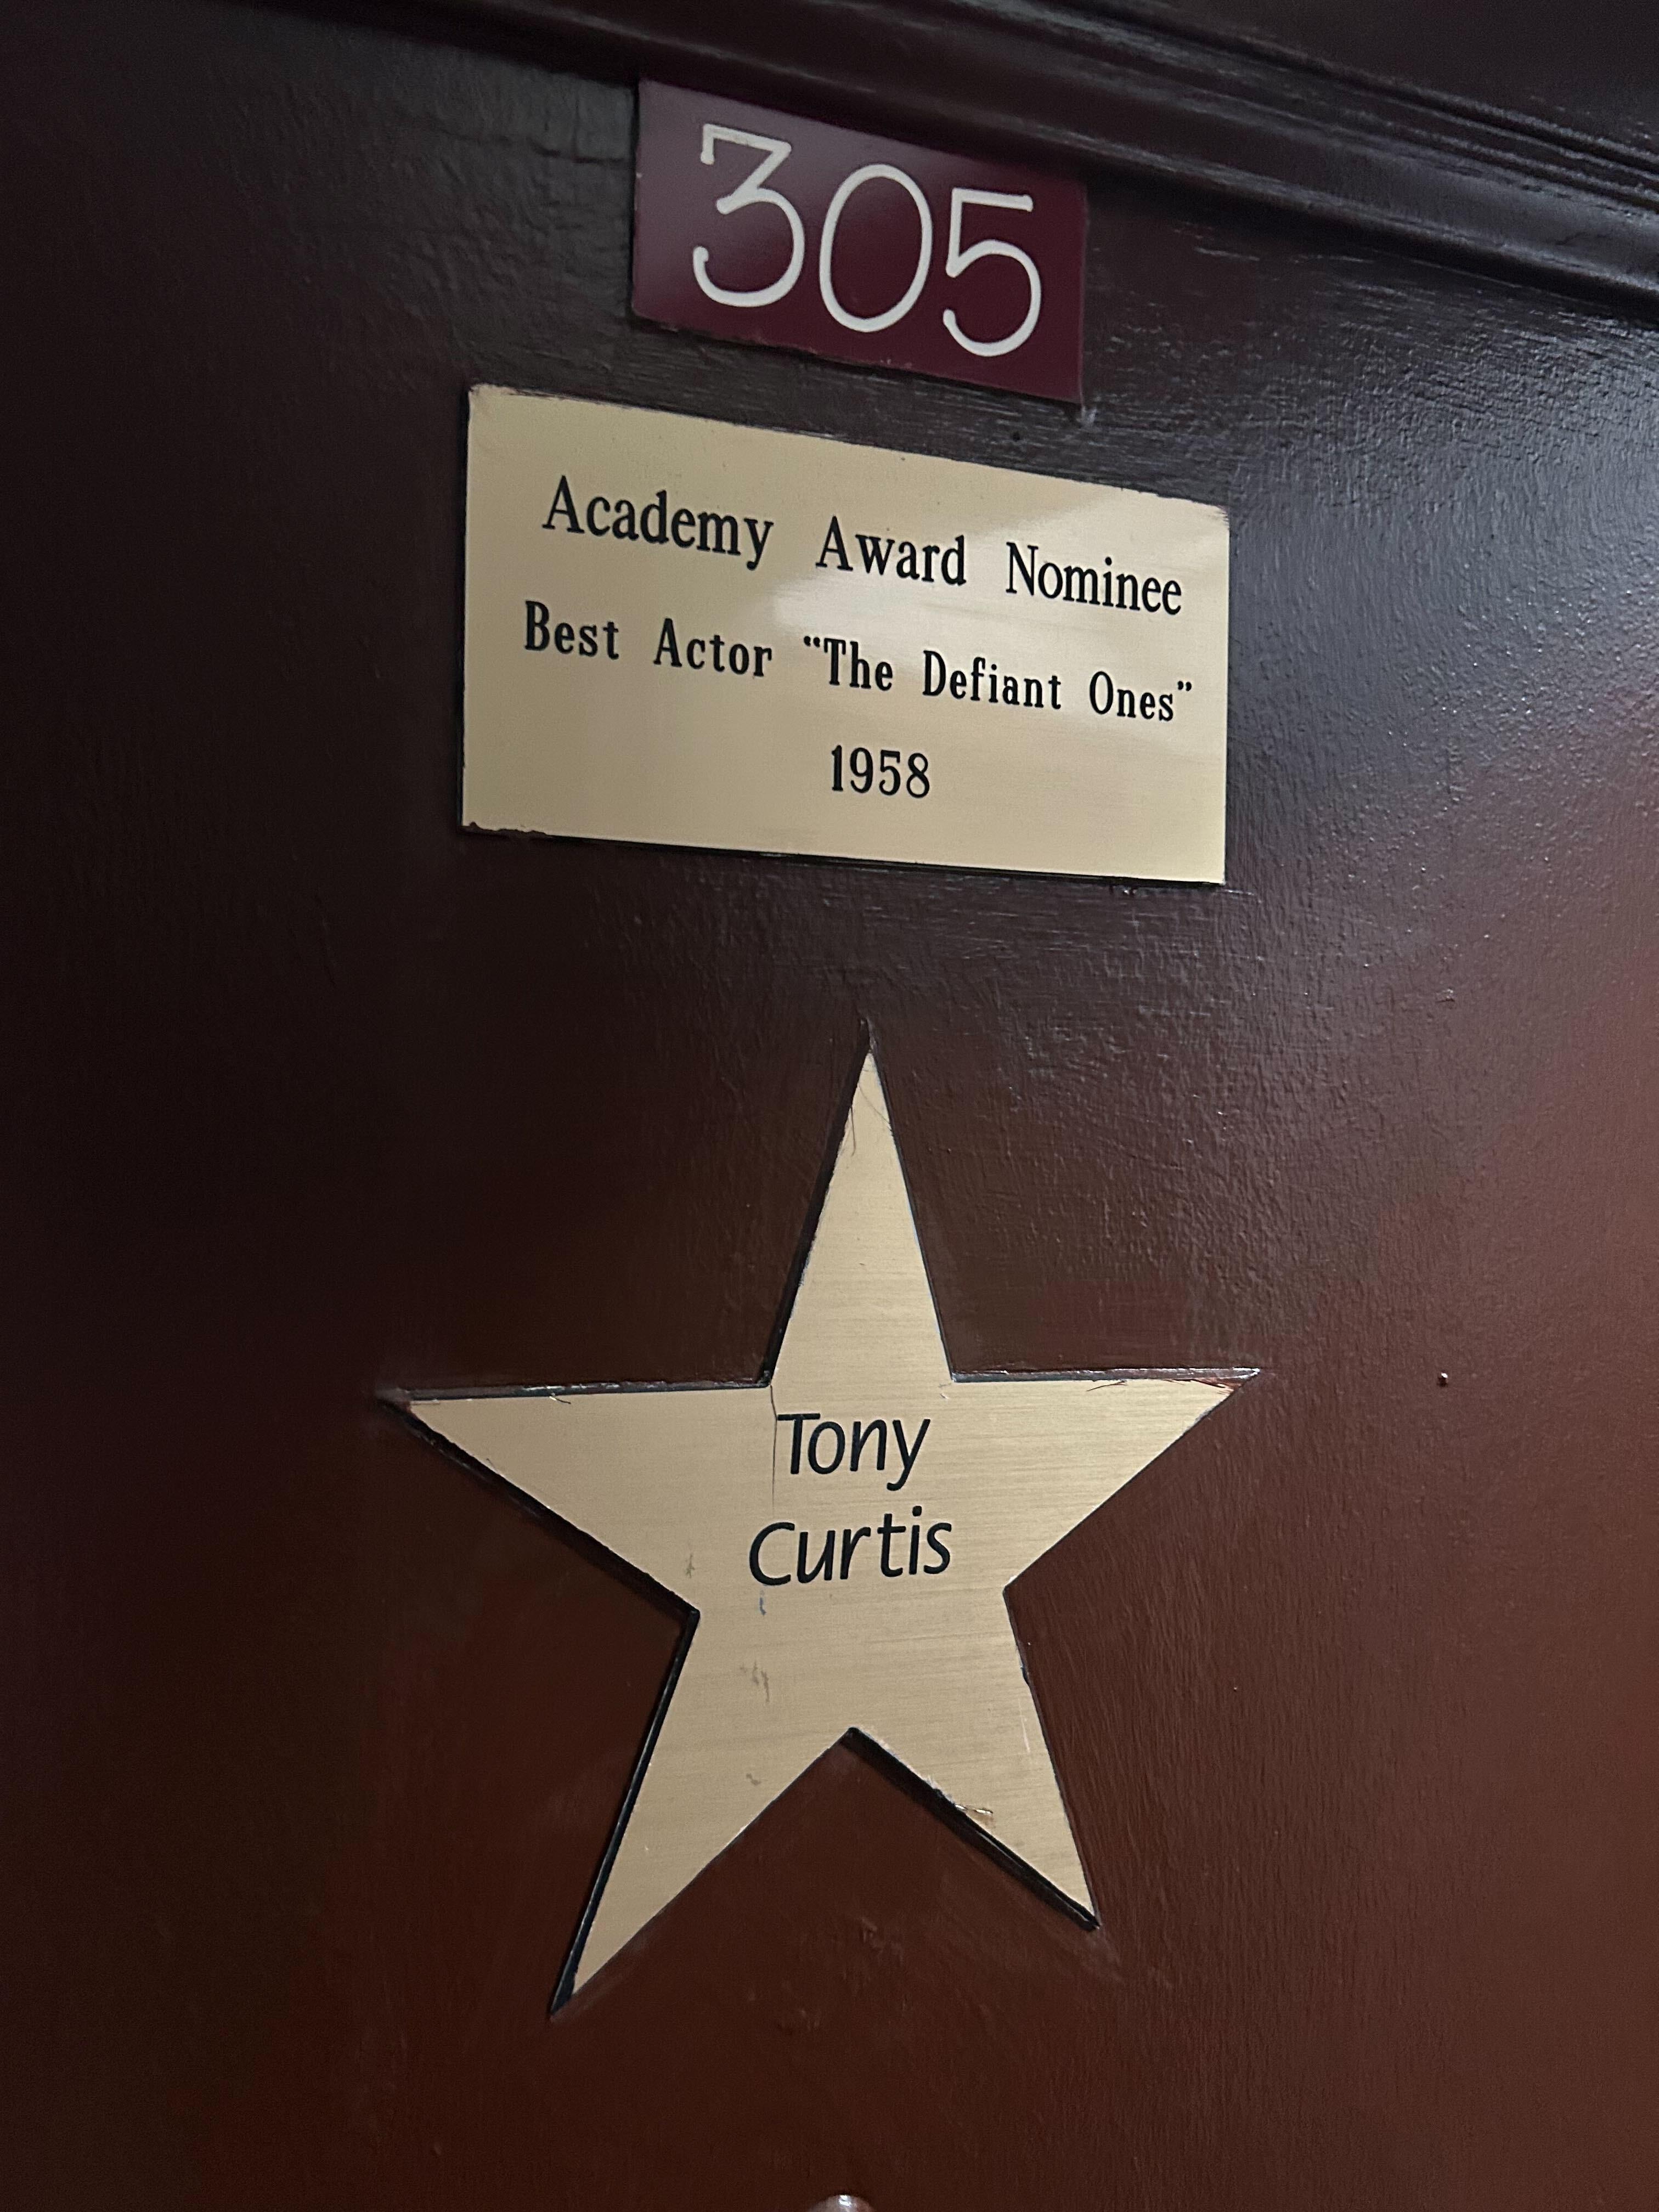 305
Academy Award Nominee
Best Actor “The Defiant Ones”
1958
Tony
Curtis